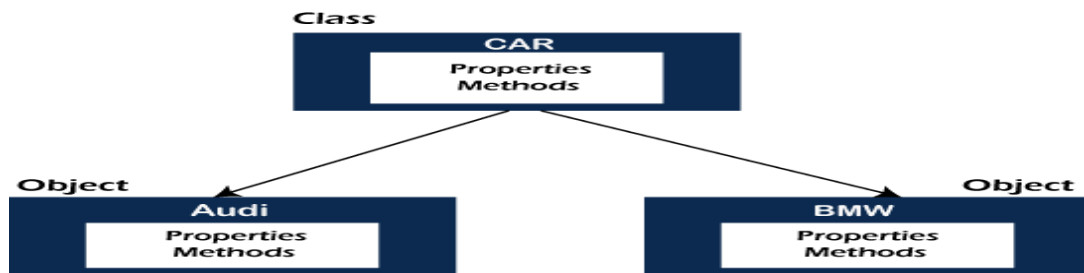 Class
CAR
Properties
Methods
Object
Object
Audi
BMW
Properties
Methods
Properties
Methods